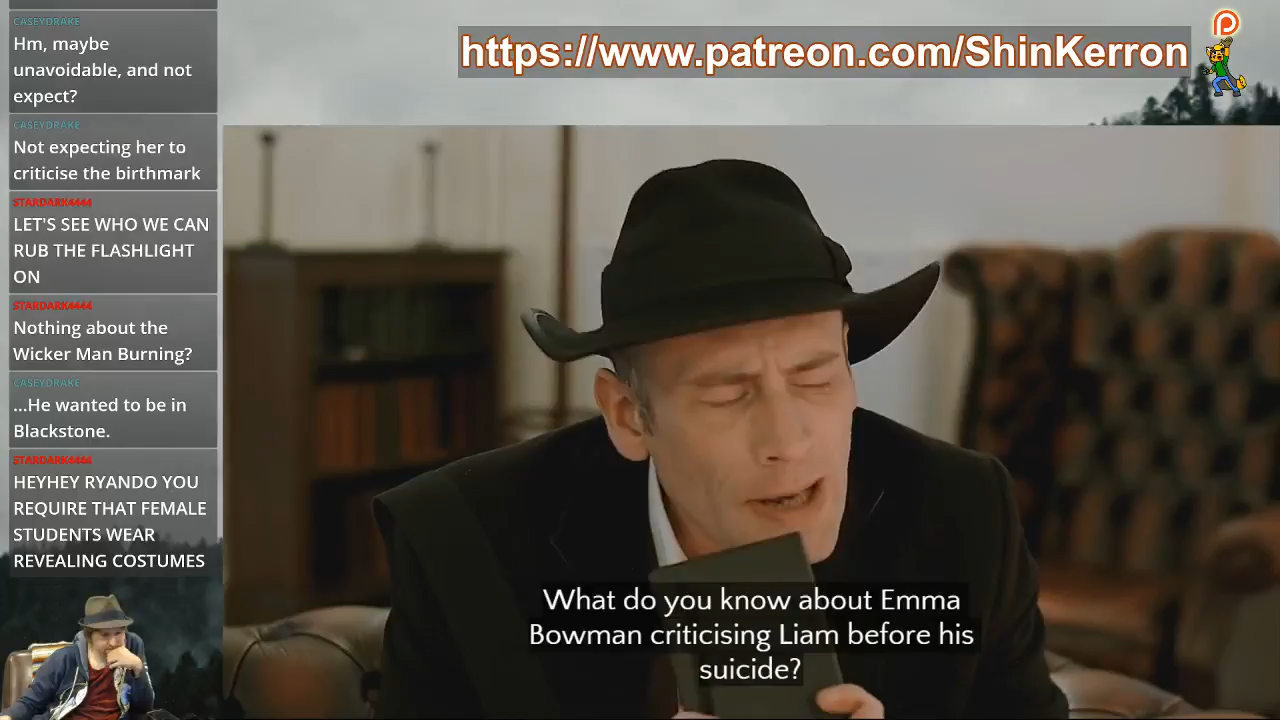 CASEYDRAKE
Hm, maybe
unavoidable, and not
expect?
CASEYDRAKE
Not expecting her to
criticise the birthmark
STARDARK4444
LET'S SEE WHO WE CAN
RUB THE FLASHLIGHT
ON
STARDARK4444
Nothing about the
Wicker Man Burning?
CASEYDRAKE
...He wanted to be in
Blackstone.
STARDARK4444
HEYHEY RYANDO YOU
REQUIRE THAT FEMALE
STUDENTS WEAR
REVEALING COSTUMES
https://www.patreon.com/ShinKerron
What do you know about Emma
Bowman criticising Liam before his
suicide?